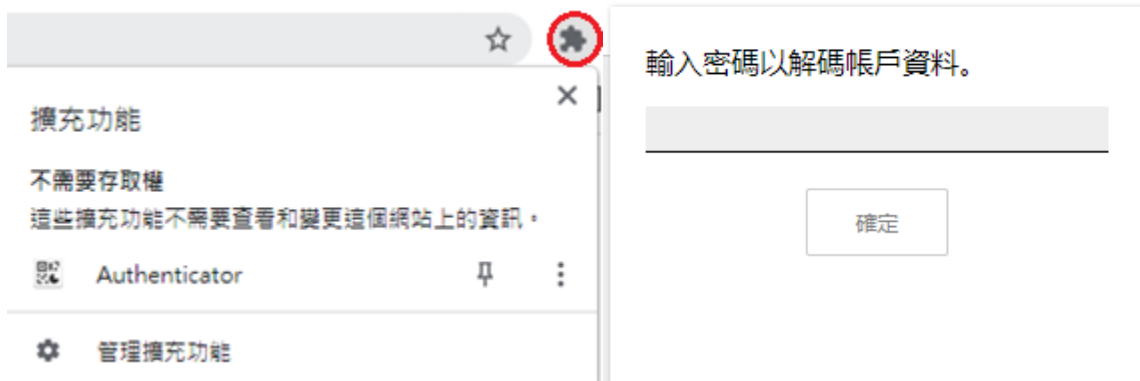 擴充功能
不需要存取權
這些擴充功能不需要查看和變更這個網站上的資訊。
Authenticator
管理擴充功能
輸入密碼以解碼帳戶資料。
確定